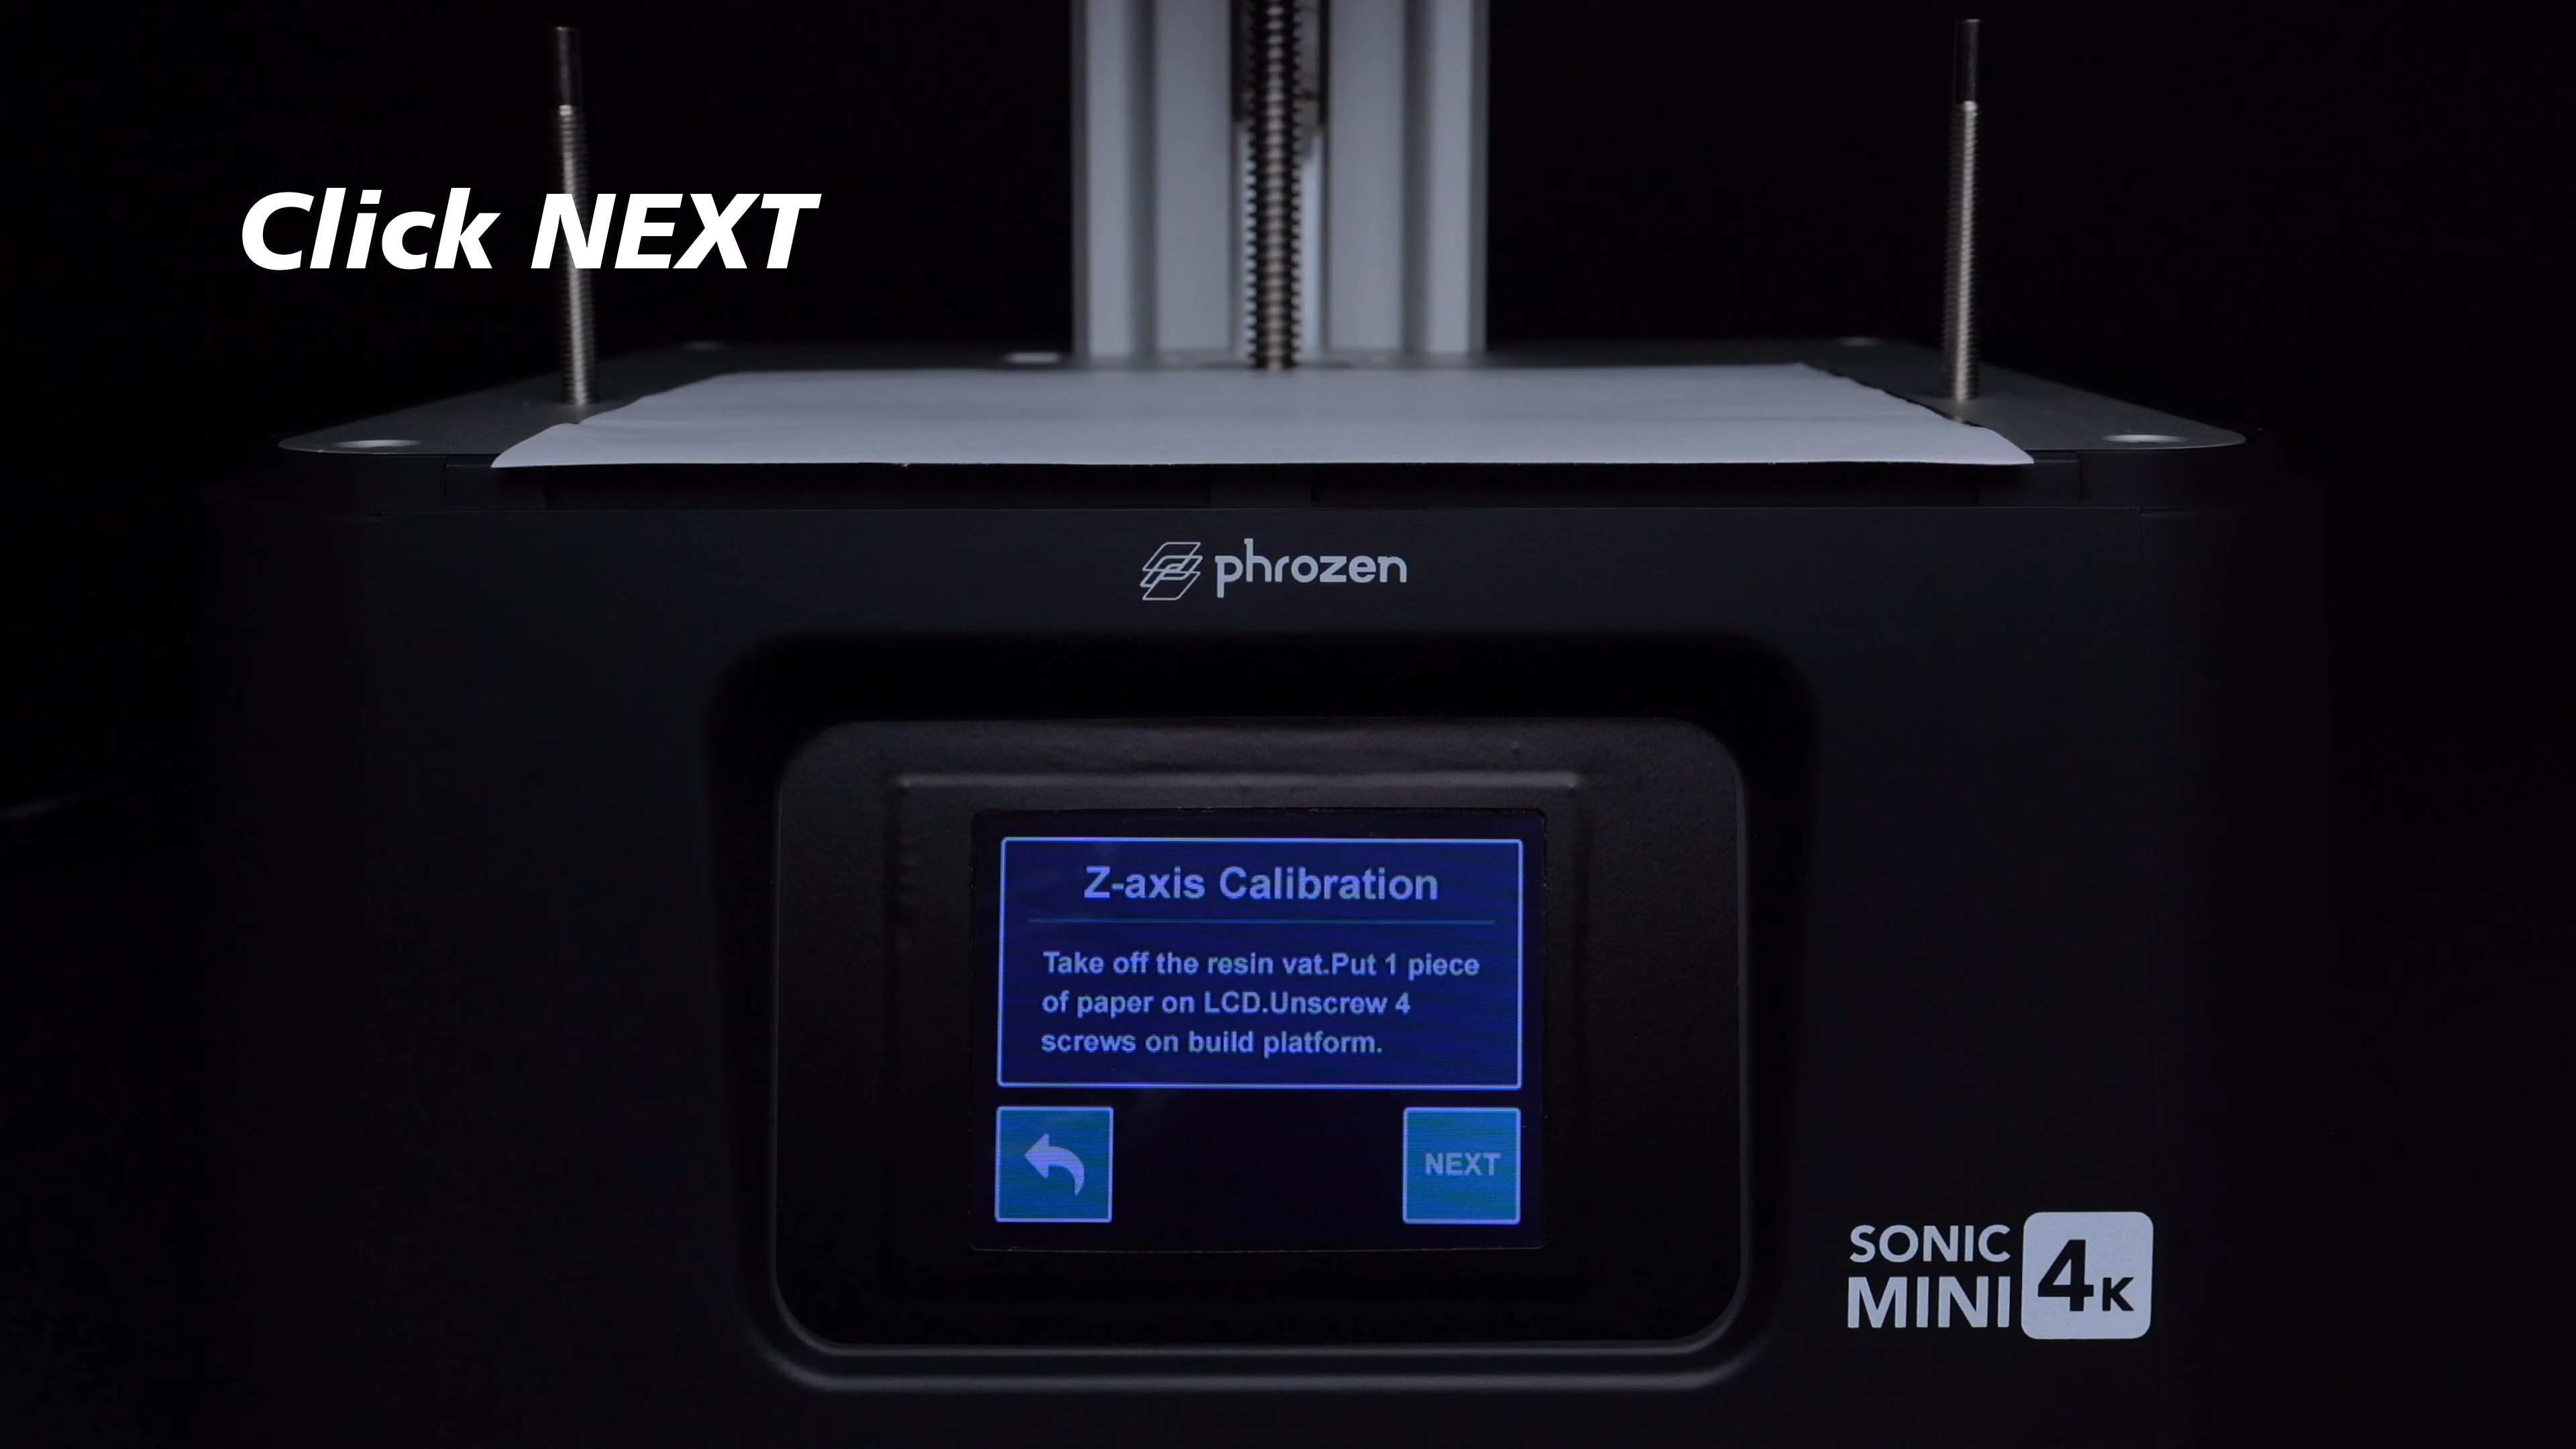 Click NEXT
phrozen
Z-axis Calibration
Take off the resin vat.Put 1 piece
of paper on LCD.Unscrew 4
screws on build platform.
NEXT
SONIC
MINI 4K